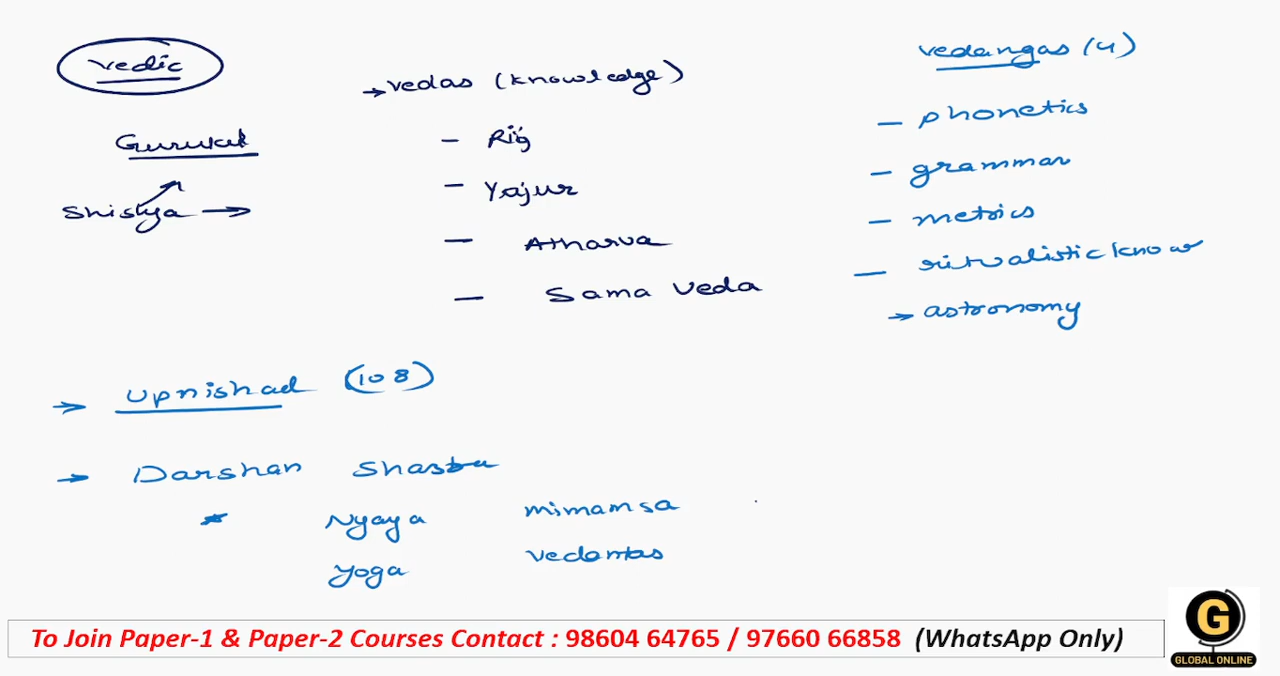 Vedic
Gurukul
Shishya →
→ Vedas (knowledge)
- Rig
- Yajur
- Atharva
- Sama Veda
Vedangas (4)
- phonetics
- grammar
- metrics
- ritualistic know
→ astronomy
→ Upnishad (108)
→ Darshan Shastra
* Nyaya mimamsa
Yoga vedantas
To Join Paper-1 & Paper-2 Courses Contact : 98604 64765 / 97660 66858 (WhatsApp Only)
G
GLOBAL ONLINE